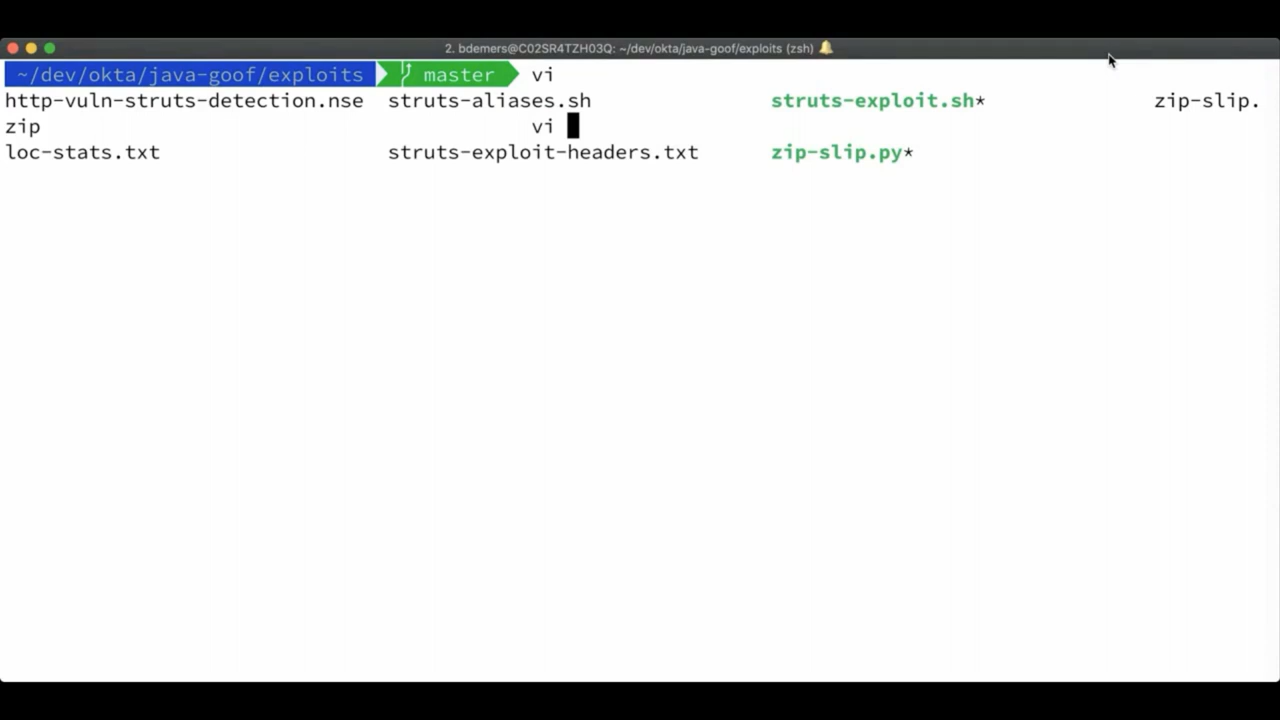 2. bdemers@C02SR4TZH03Q: ~/dev/okta/java-goof/exploits (zsh)
~/dev/okta/java-goof/exploits master vi
http-vuln-struts-detection.nse struts-aliases.sh struts-exploit.sh* zip-slip.
zip vi
loc-stats.txt struts-exploit-headers.txt zip-slip.py*